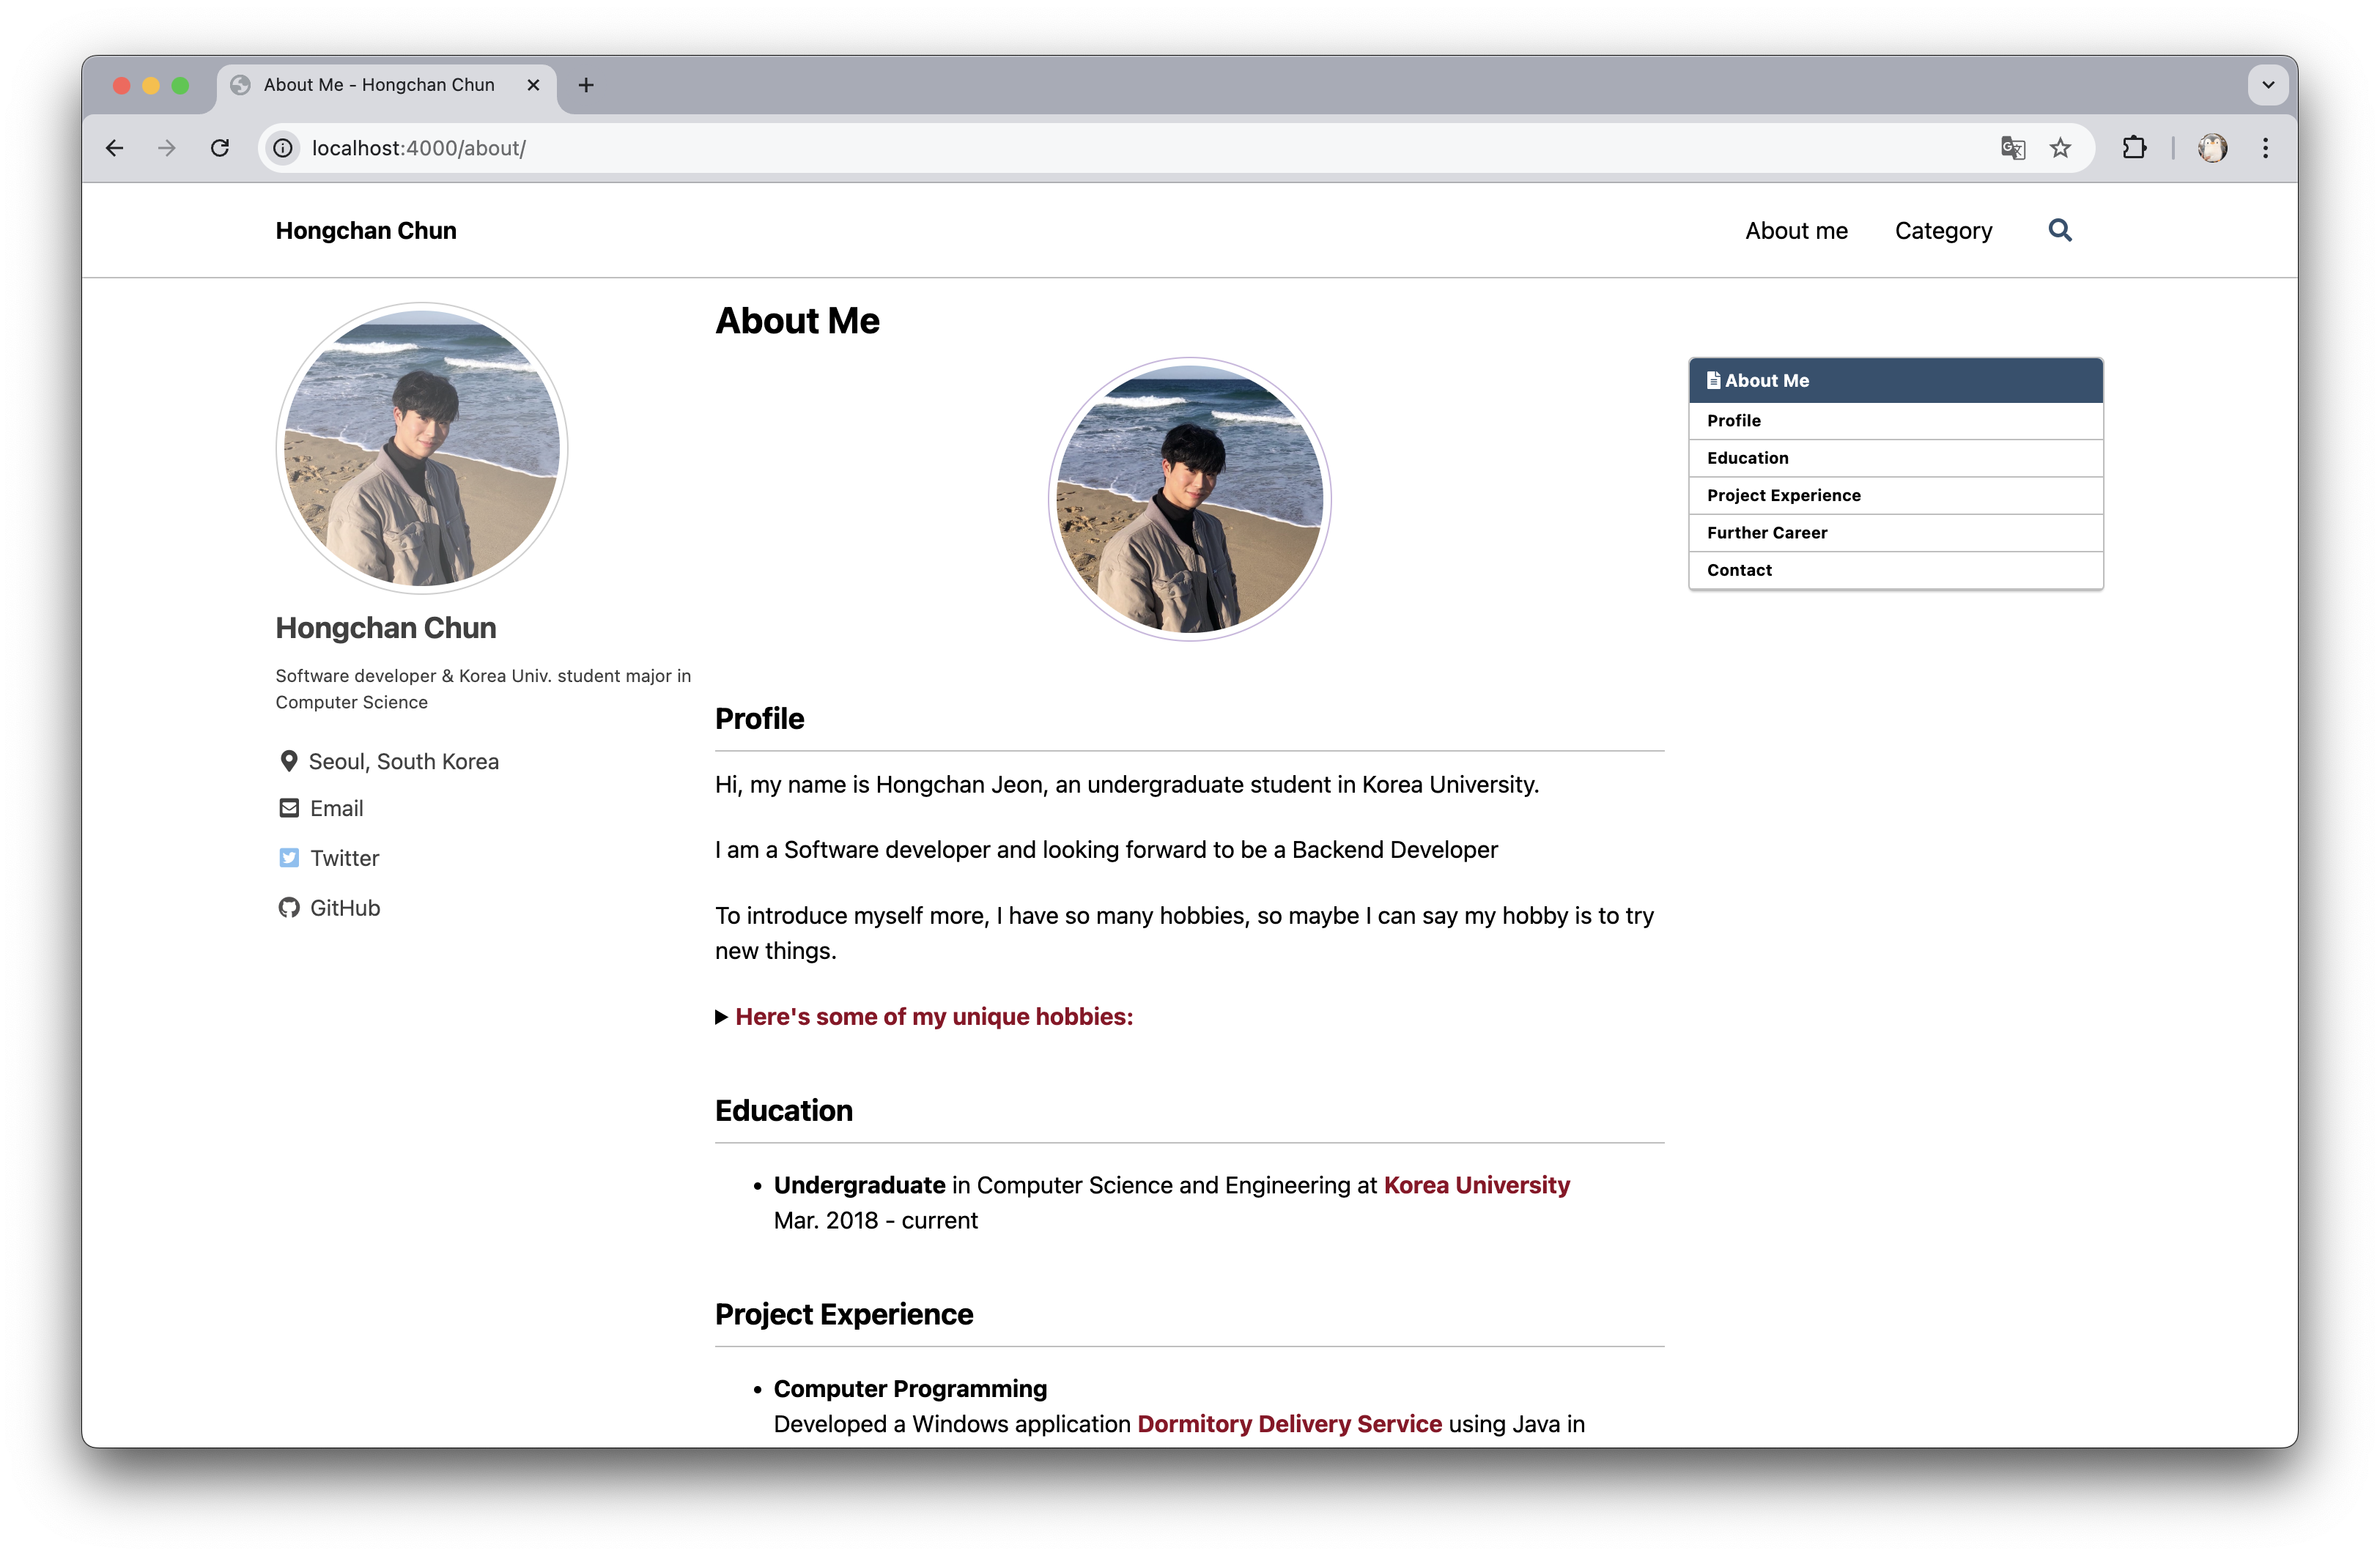 About Me - Hongchan Chun
localhost:4000/about/
Hongchan Chun
About me
Category
Hongchan Chun
Software developer & Korea Univ. student major in
Computer Science
Seoul, South Korea
Email
Twitter
GitHub
About Me
Profile
Hi, my name is Hongchan Jeon, an undergraduate student in Korea University.
I am a Software developer and looking forward to be a Backend Developer
To introduce myself more, I have so many hobbies, so maybe I can say my hobby is to try
new things.
Here's some of my unique hobbies:
Education
• Undergraduate in Computer Science and Engineering at Korea University
Mar. 2018 - current
Project Experience
• Computer Programming
Developed a Windows application Dormitory Delivery Service using Java in
About Me
Profile
Education
Project Experience
Further Career
Contact